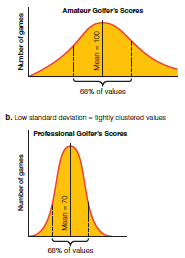 Amateur Golfer's Scores
Number of games
Mean = 100
68% of values
b. Low standard deviation = tightly clustered values
Professional Golfer's Scores
Number of games
Mean = 70
68% of values